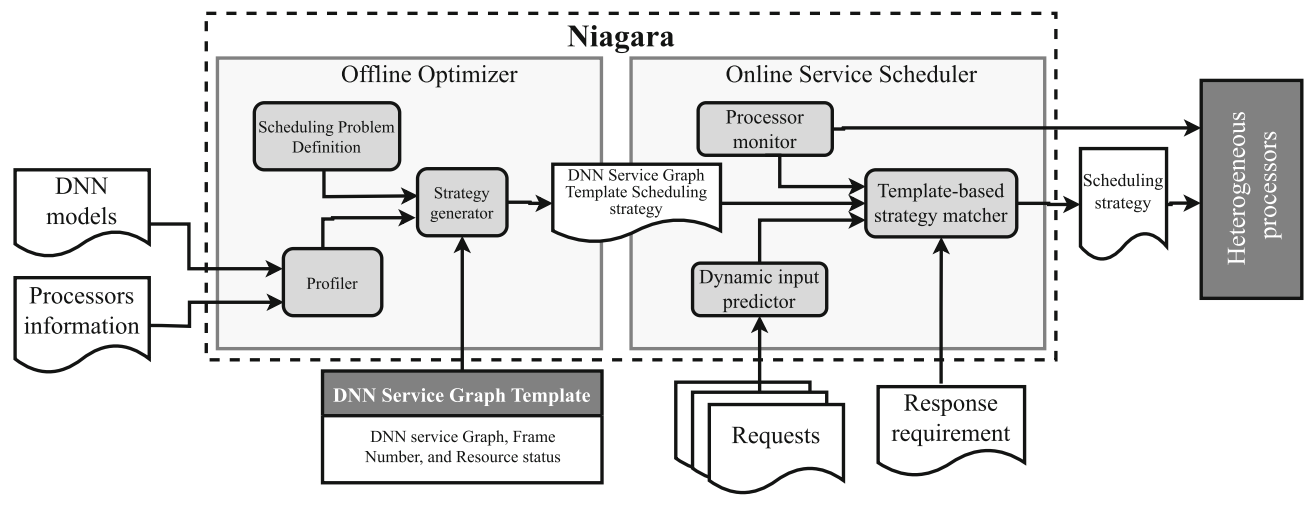 Niagara
Offline Optimizer
Online Service Scheduler
Scheduling Problem
Definition
Processor
monitor
DNN
models
Strategy
generator
DNN Service Graph
Template Scheduling
strategy
Template-based
strategy matcher
Scheduling
strategy
Heterogeneous
processors
Processors
information
Profiler
Dynamic input
predictor
DNN Service Graph Template
DNN service Graph, Frame
Number, and Resource status
Requests
Response
requirement